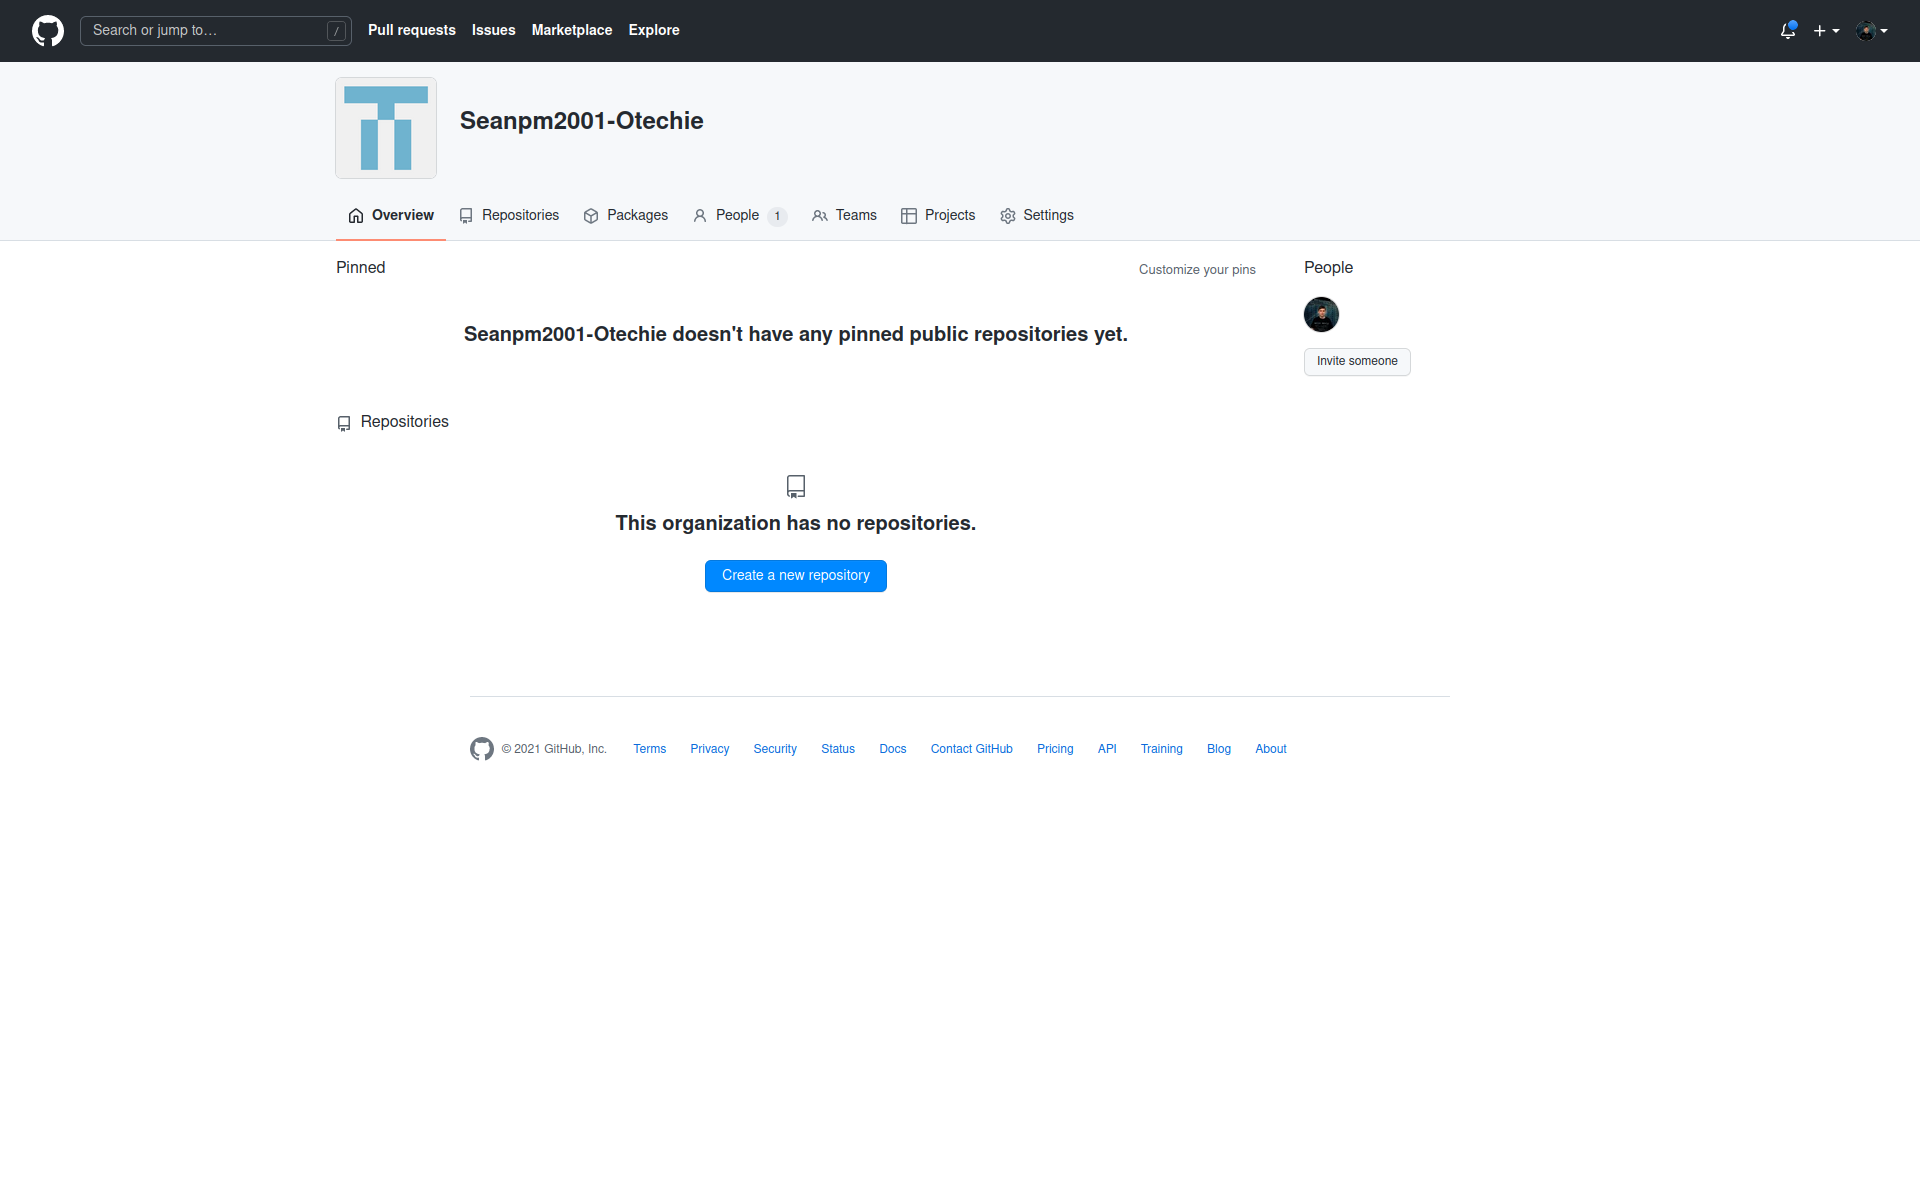 Search or jump to… /
Pull requests Issues Marketplace Explore
Seanpm2001-Otechie
Overview Repositories Packages People 1 Teams Projects Settings
Pinned
Customize your pins
Seanpm2001-Otechie doesn't have any pinned public repositories yet.
People
Invite someone
Repositories
This organization has no repositories.
Create a new repository
© 2021 GitHub, Inc. Terms Privacy Security Status Docs Contact GitHub Pricing API Training Blog About